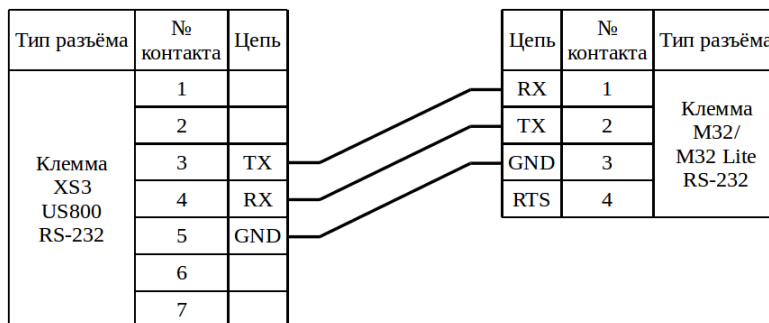 Тип разъёма № контакта Цепь
Клемма XS3 US800 RS-232
1
2
3 TX
4 RX
5 GND
6
7
Цепь № контакта Тип разъёма
RX 1
TX 2
GND 3
RTS 4
Клемма M32/ M32 Lite RS-232